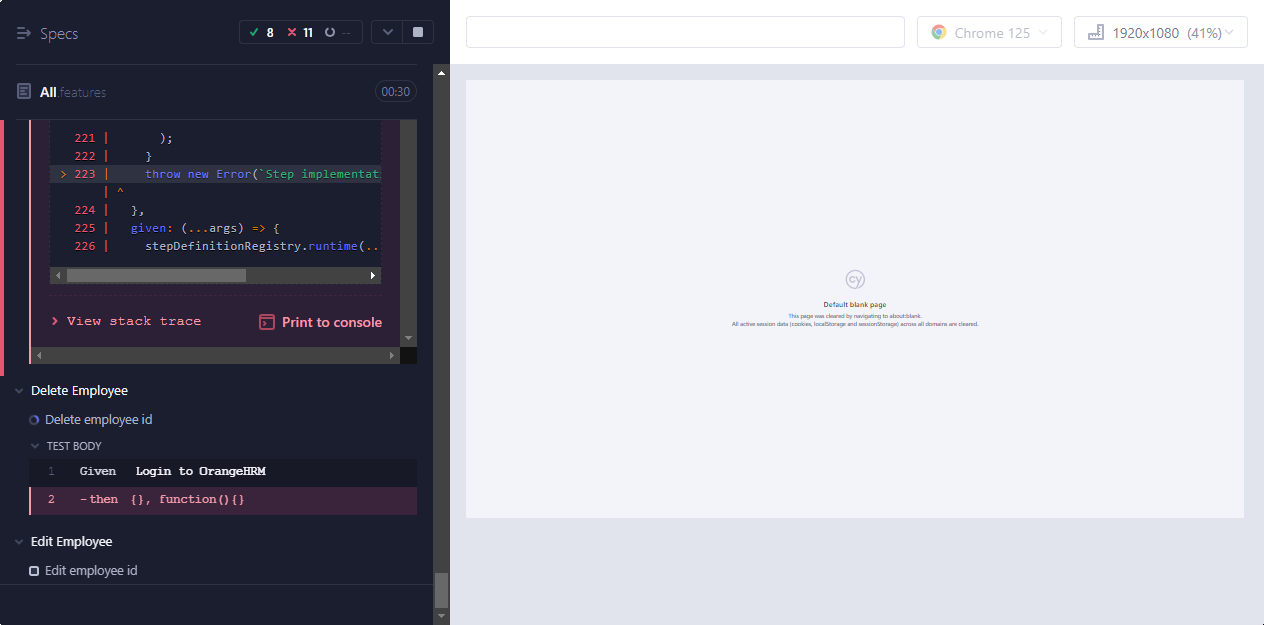 Specs
8 11 --
All.features
00:30
221 | );
222 | }
> 223 | throw new Error(`Step implementat
| ^
224 | },
225 | given: (...args) => {
226 | stepDefinitionRegistry.runtime(..
View stack trace
Print to console
Delete Employee
Delete employee id
TEST BODY
1 Given Login to OrangeHRM
2 -then {}, function(){}
Edit Employee
Edit employee id
Chrome 125
1920x1080 (41%)
cy
Default blank page
This page was cleared by navigating to about:blank.
All active session data (cookies, localStorage and sessionStorage) across all domains are cleared.